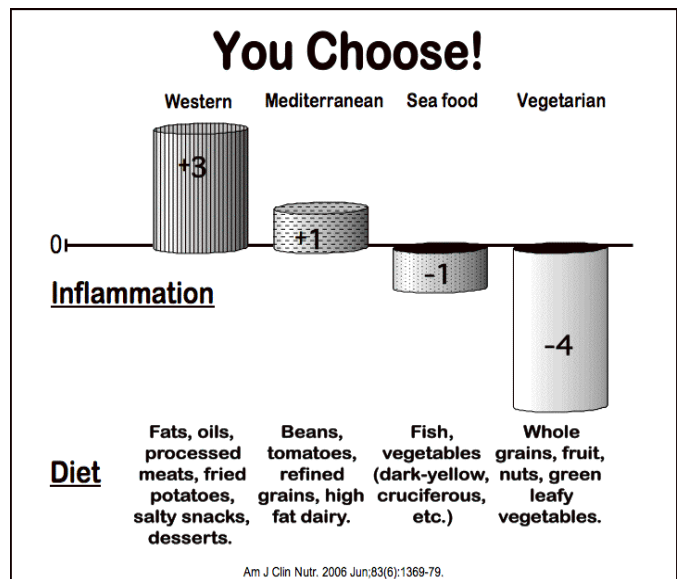 You Choose!
Western Mediterranean Sea food Vegetarian
+3
+1
0
-1
Inflammation
-4
Diet
Fats, oils,
processed
meats, fried
potatoes,
salty snacks,
desserts.
Beans,
tomatoes,
refined
grains, high
fat dairy.
Fish,
vegetables
(dark-yellow,
cruciferous,
etc.)
Whole
grains, fruit,
nuts, green
leafy
vegetables.
Am J Clin Nutr. 2006 Jun;83(6):1369-79.